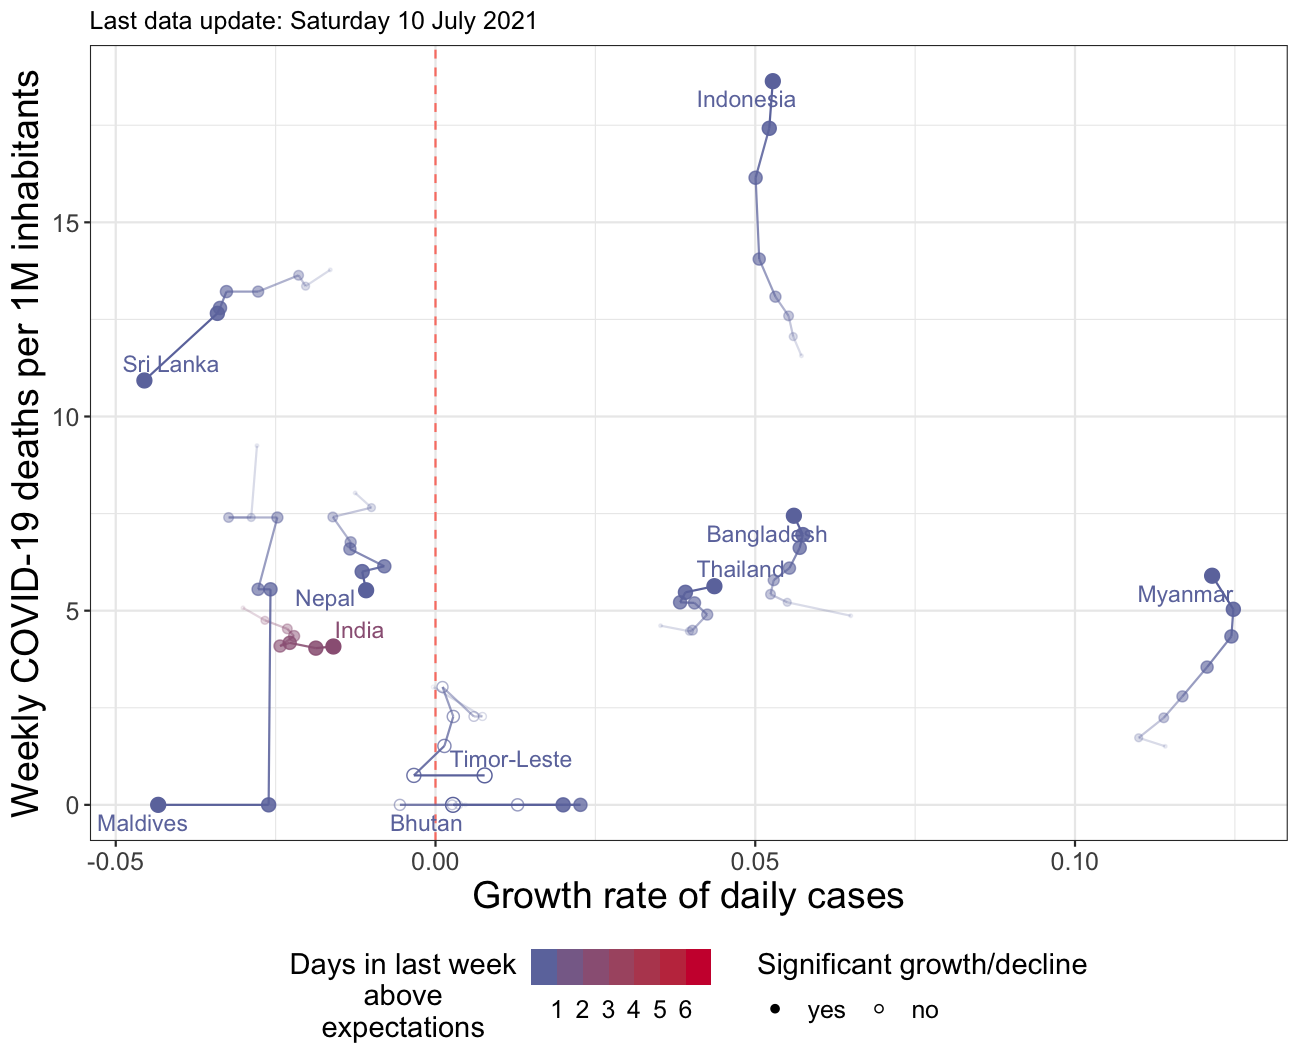 Last data update: Saturday 10 July 2021
Weekly COVID-19 deaths per 1M inhabitants
15
10
5
0
Indonesia
Sri Lanka
Bangladesh
Thailand
Myanmar
Nepal
India
Timor-Leste
Maldives
Bhutan
-0.05
0.00
0.05
0.10
Growth rate of daily cases
Days in last week
above
expectations
1 2 3 4 5 6
Significant growth/decline
yes no